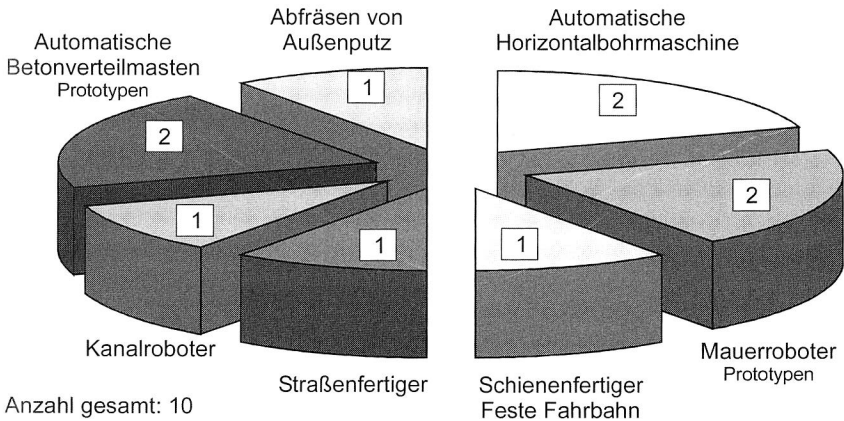 Abfräsen von
Außenputz
Automatische
Horizontalbohrmaschine
Automatische
Betonverteilmasten
Prototypen
1
2
2
2
1
1
1
Kanalroboter
Straßenfertiger
Schienenfertiger
Feste Fahrbahn
Mauerroboter
Prototypen
Anzahl gesamt: 10